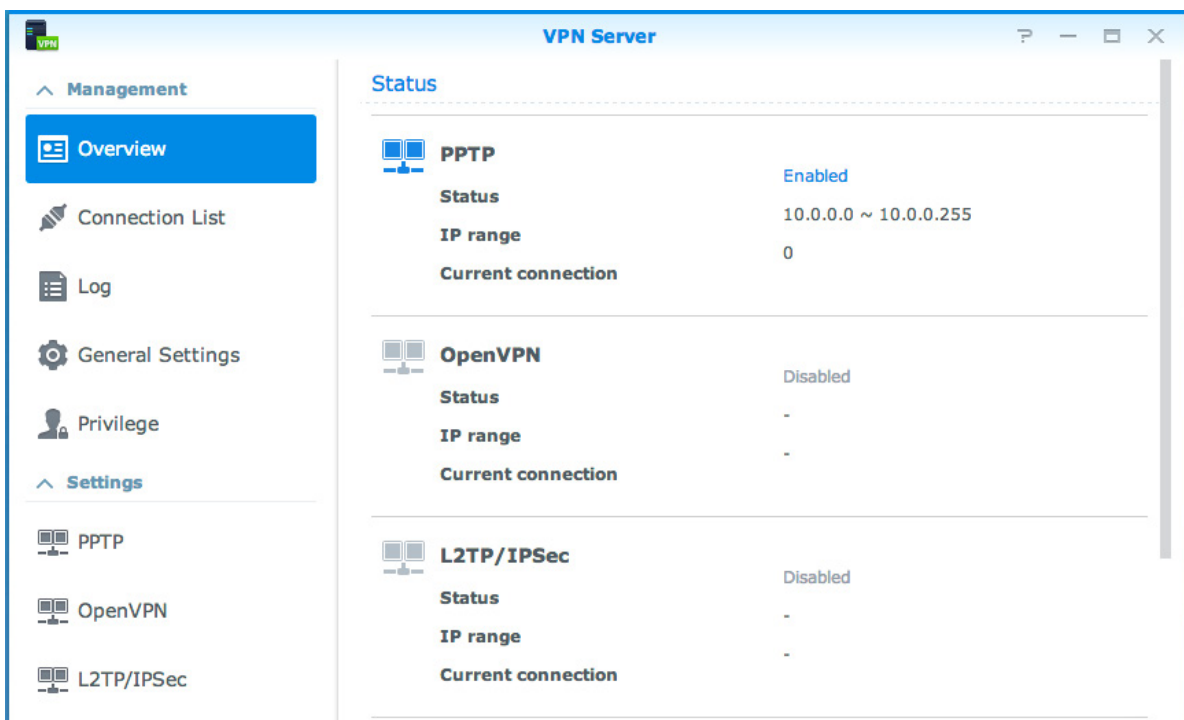 VPN
VPN Server
Management
Overview
Connection List
Log
General Settings
Privilege
Settings
PPTP
OpenVPN
L2TP/IPSec
Status
PPTP
Enabled
Status
10.0.0.0 ~ 10.0.0.255
IP range
0
Current connection
OpenVPN
Disabled
Status
-
IP range
-
Current connection
L2TP/IPSec
Disabled
Status
-
IP range
-
Current connection